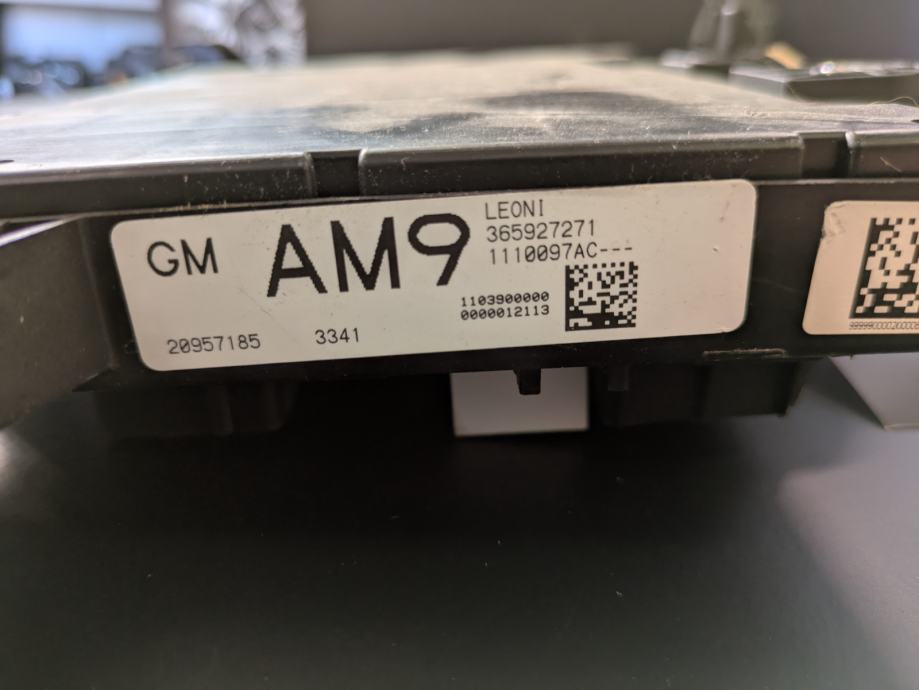 GM AM9
LEONI
365927271
1110097AC---
1103900000
0000012113
20957185 3341